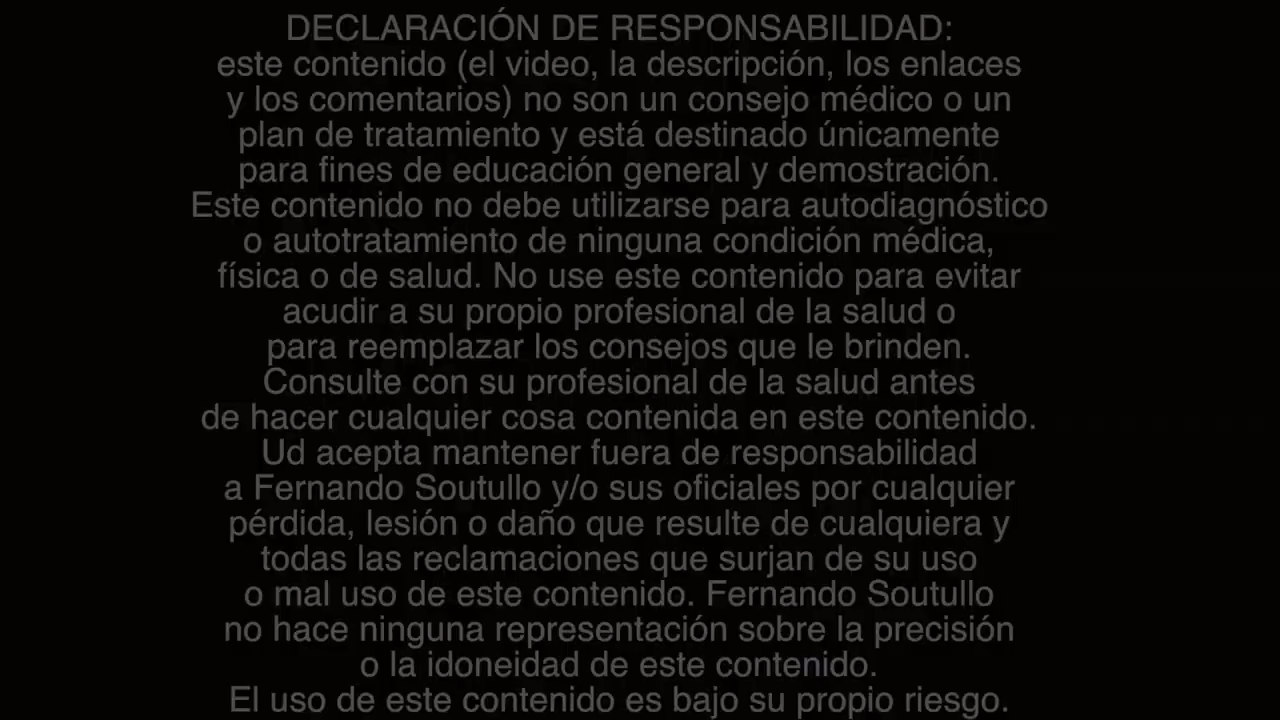 DECLARACIÓN DE RESPONSABILIDAD:
este contenido (el video, la descripción, los enlaces
y los comentarios) no son un consejo médico o un
plan de tratamiento y está destinado únicamente
para fines de educación general y demostración.
Este contenido no debe utilizarse para autodiagnóstico
o autotratamiento de ninguna condición médica,
física o de salud. No use este contenido para evitar
acudir a su propio profesional de la salud o
para reemplazar los consejos que le brinden.
Consulte con su profesional de la salud antes
de hacer cualquier cosa contenida en este contenido.
Ud acepta mantener fuera de responsabilidad
a Fernando Soutullo y/o sus oficiales por cualquier
pérdida, lesión o daño que resulte de cualquiera y
todas las reclamaciones que surjan de su uso
o mal uso de este contenido. Fernando Soutullo
no hace ninguna representación sobre la precisión
o la idoneidad de este contenido.
El uso de este contenido es bajo su propio riesgo.